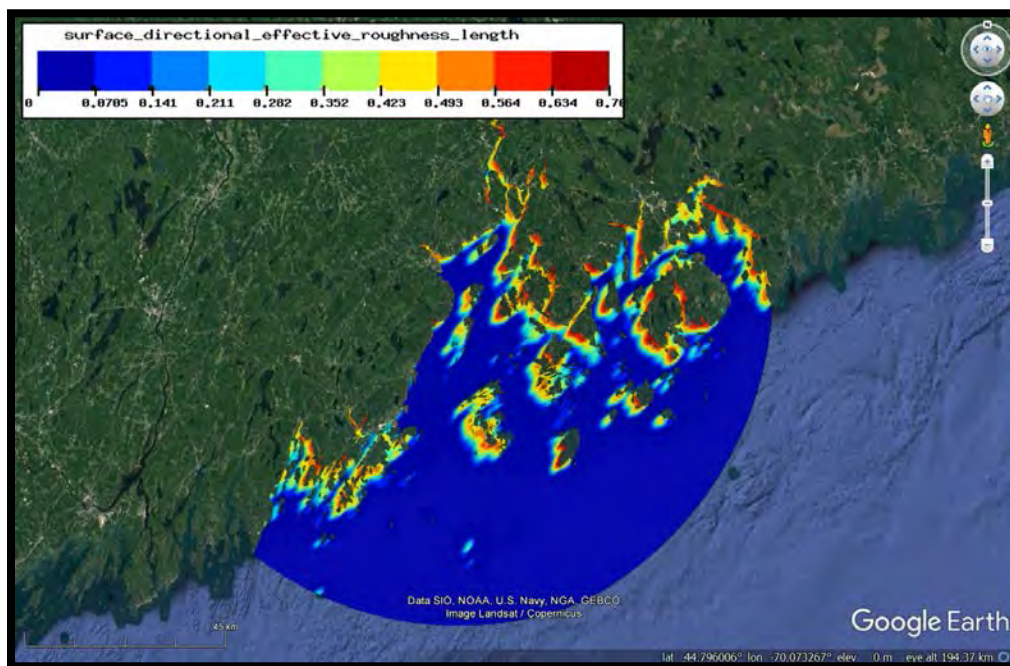 surface_directional_effective_roughness_length
0 0.0705 0.141 0.211 0.282 0.352 0.423 0.493 0.564 0.634 0.70
N
Data SIO, NOAA, U.S. Navy, NGA, GEBCO
Image Landsat / Copernicus
Google Earth
45 km
lat 44.796006° lon -70.073267° elev 0 m eye alt 194.37 km